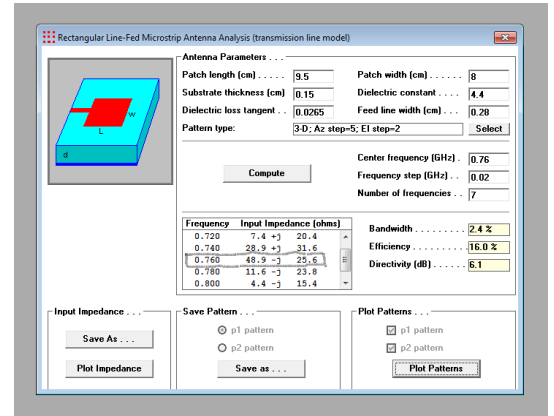 Rectangular Line-Fed Microstrip Antenna Analysis (transmission line model)
Antenna Parameters . . .
Patch length (cm) . . . . . 9.5 Patch width (cm) . . . . . . 8
Substrate thickness (cm) 0.15 Dielectric constant . . . . 4.4
Dielectric loss tangent . . 0.0265 Feed line width (cm) . . . 0.28
Pattern type: 3-D; Az step=5; El step=2 Select
w
L
d
Compute
Center frequency (GHz) . 0.76
Frequency step (GHz) . . 0.02
Number of frequencies . . 7
Frequency Input Impedance (ohms)
0.720 7.4 +j 20.4
0.740 28.9 +j 31.6
0.760 48.9 -j 25.6
0.780 11.6 -j 23.8
0.800 4.4 -j 15.4
Bandwidth . . . . . . . . . 2.4 %
Efficiency . . . . . . . . . . 16.0 %
Directivity (dB) . . . . . . 6.1
Input Impedance . . .
Save As . . .
Plot Impedance
Save Pattern . . .
p1 pattern
p2 pattern
Save as . . .
Plot Patterns . . .
p1 pattern
p2 pattern
Plot Patterns